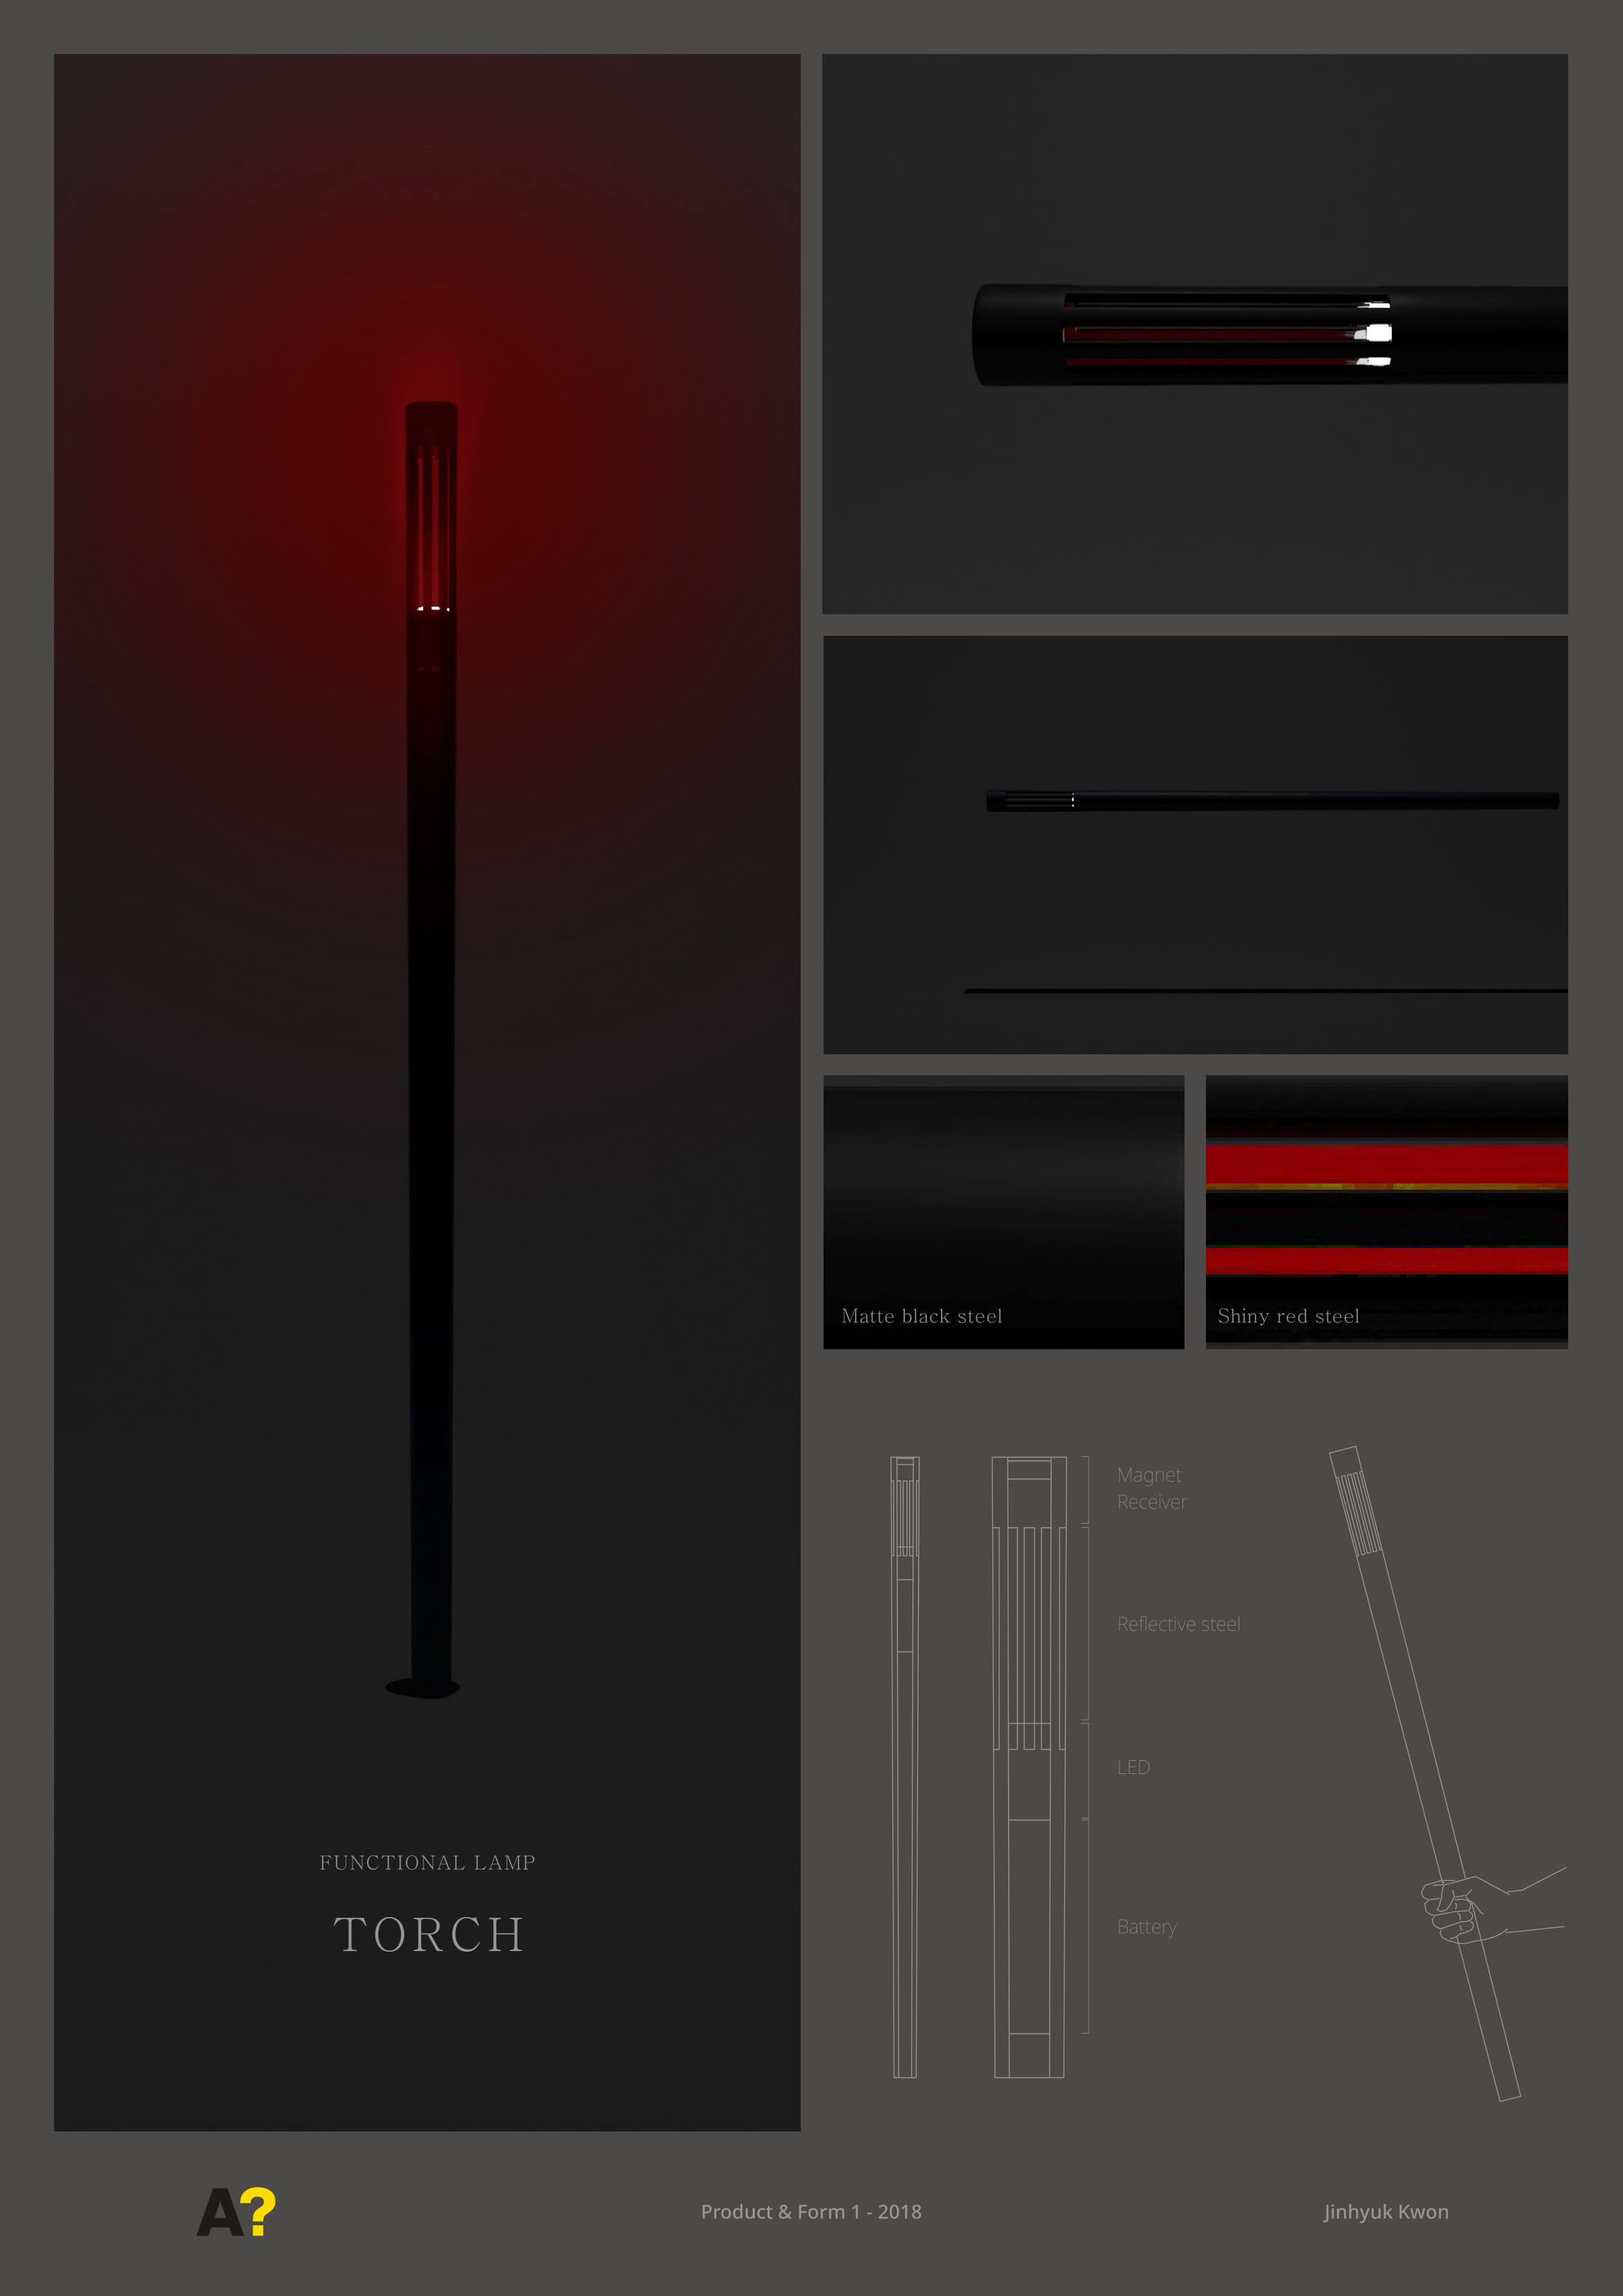 FUNCTIONAL LAMP
TORCH
Matte black steel
Shiny red steel
Magnet
Receiver
Reflective steel
LED
Battery
A?
Product & Form 1 - 2018
Jinhyuk Kwon